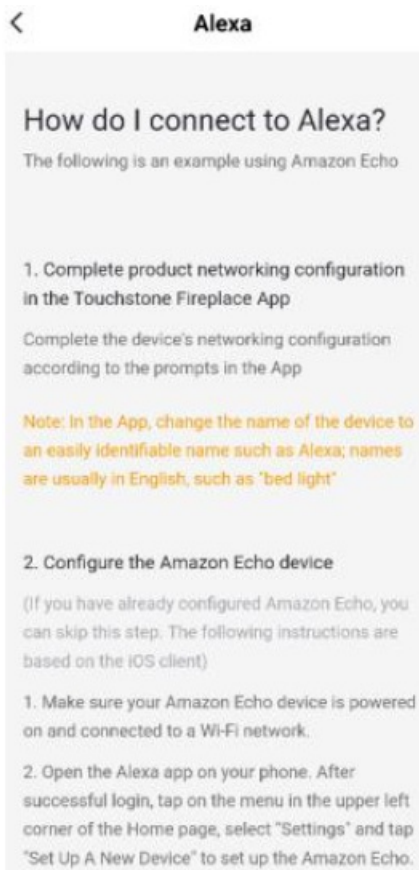 Alexa
How do I connect to Alexa?
The following is an example using Amazon Echo
1. Complete product networking configuration
in the Touchstone Fireplace App
Complete the device's networking configuration
according to the prompts in the App
Note: In the App, change the name of the device to
an easily identifiable name such as Alexa; names
are usually in English, such as "bed light"
2. Configure the Amazon Echo device
(If you have already configured Amazon Echo, you
can skip this step. The following instructions are
based on the iOS client)
1. Make sure your Amazon Echo device is powered
on and connected to a Wi-Fi network.
2. Open the Alexa app on your phone. After
successful login, tap on the menu in the upper left
corner of the Home page, select "Settings" and tap
"Set Up A New Device" to set up the Amazon Echo.